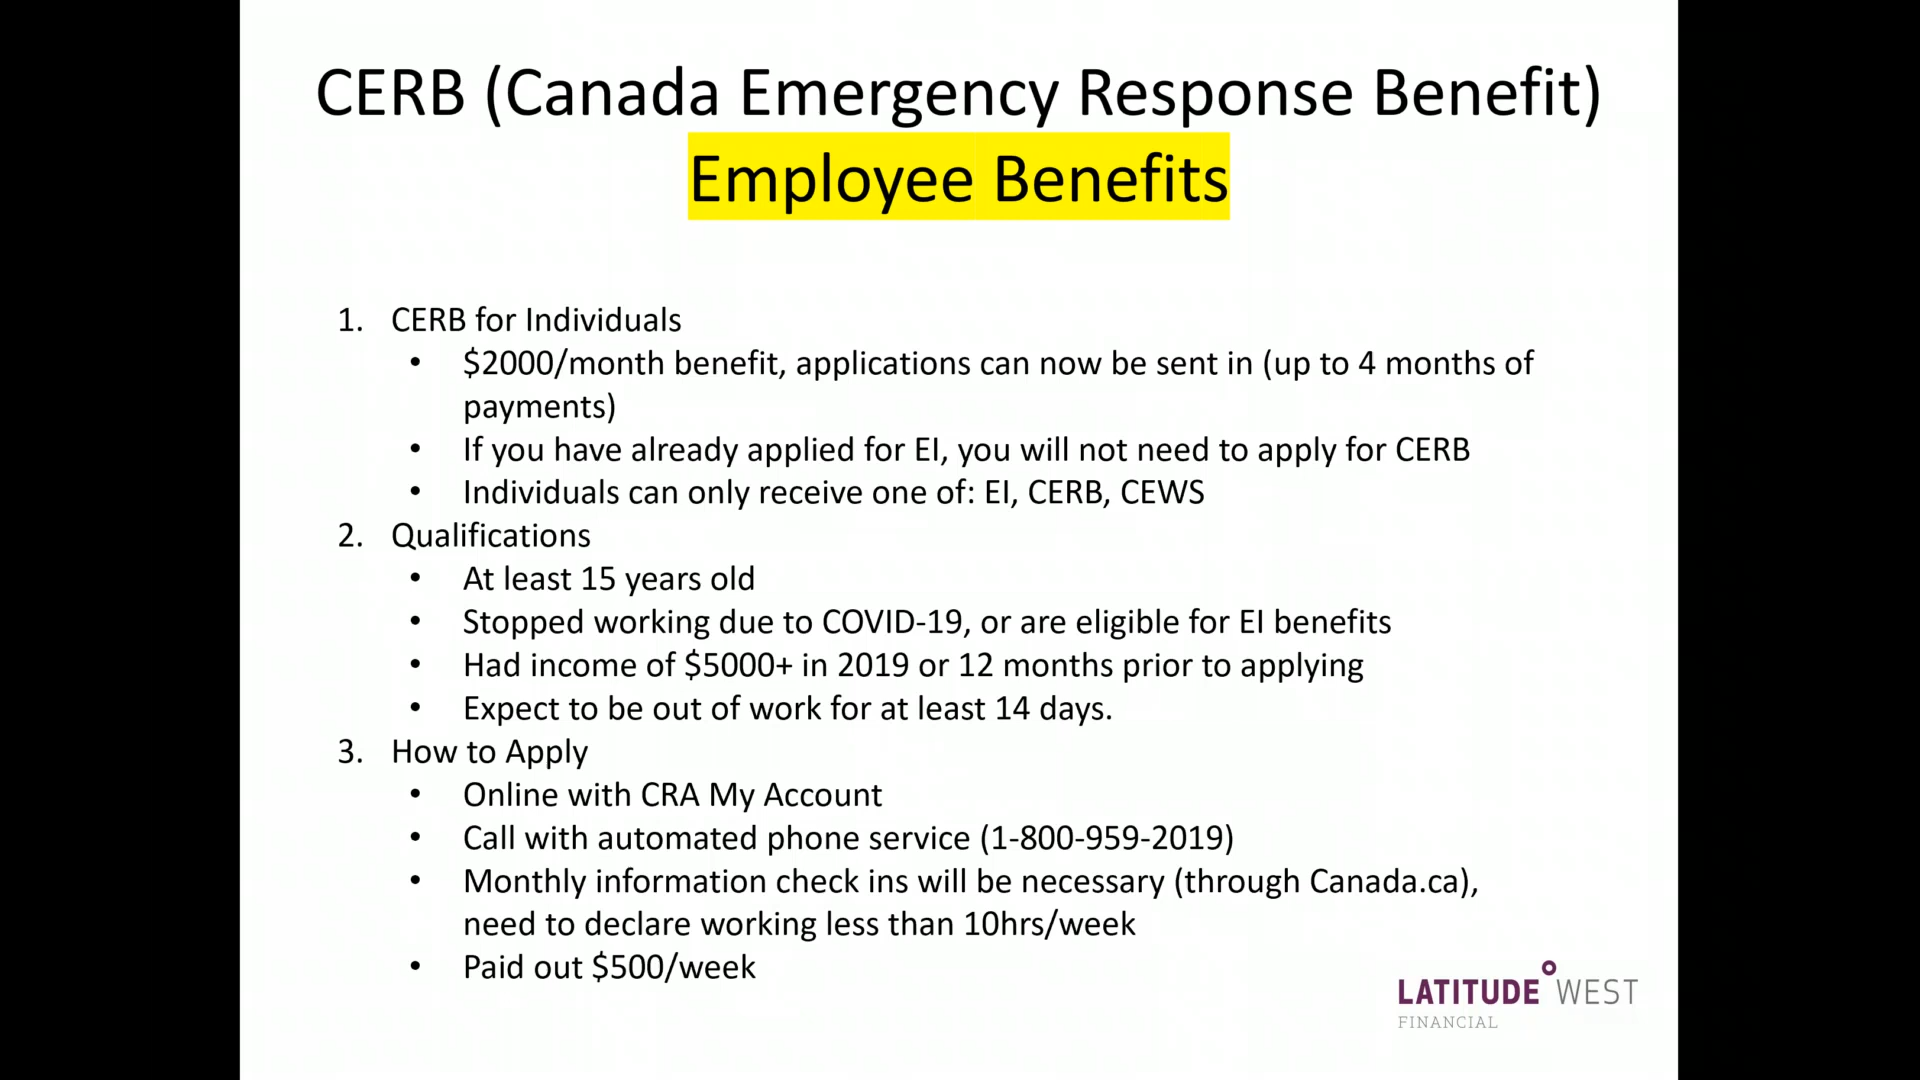 CERB (Canada Emergency Response Benefit)
Employee Benefits
1. CERB for Individuals
• $2000/month benefit, applications can now be sent in (up to 4 months of
payments)
• If you have already applied for EI, you will not need to apply for CERB
• Individuals can only receive one of: EI, CERB, CEWS
2. Qualifications
• At least 15 years old
• Stopped working due to COVID-19, or are eligible for EI benefits
• Had income of $5000+ in 2019 or 12 months prior to applying
• Expect to be out of work for at least 14 days.
3. How to Apply
• Online with CRA My Account
• Call with automated phone service (1-800-959-2019)
• Monthly information check ins will be necessary (through Canada.ca),
need to declare working less than 10hrs/week
• Paid out $500/week
LATITUDE WEST
FINANCIAL